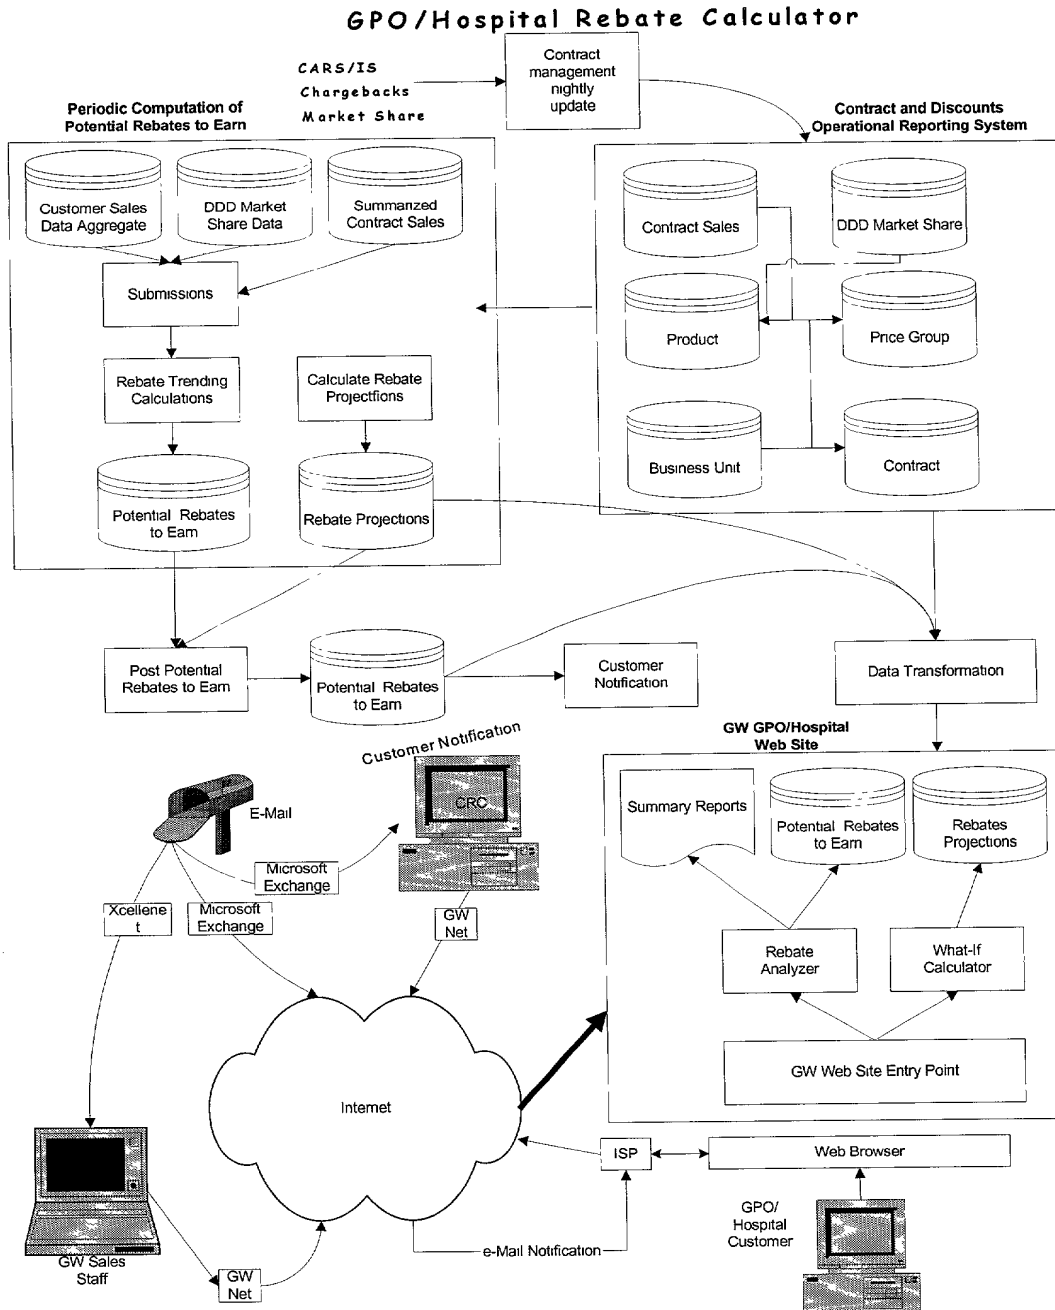 GPO/Hospital Rebate Calculator
CARS/IS
Chargebacks
Market Share
Contract
management
nightly
update
Periodic Computation of
Potential Rebates to Earn
Contract and Discounts
Operational Reporting System
Customer Sales
Data Aggregate
DDD Market
Share Data
Summarized
Contract Sales
Contract Sales
DDD Market Share
Submissions
Product
Price Group
Rebate Trending
Calculations
Calculate Rebate
Projectfions
Business Unit
Contract
Potential Rebates
to Earn
Rebate Projections
Post Potential
Rebates to Earn
Potential Rebates
to Earn
Customer
Notification
Data Transformation
GW GPO/Hospital
Web Site
Customer Notification
CRC
E-Mail
Summary Reports
Potential Rebates
to Earn
Rebates
Projections
Microsoft
Exchange
Xcellene
t
Microsoft
Exchange
GW
Net
Rebate
Analyzer
What-If
Calculator
GW Web Site Entry Point
Internet
ISP
Web Browser
GPO/
Hospital
Customer
e-Mail Notification
GW Sales
Staff
GW
Net